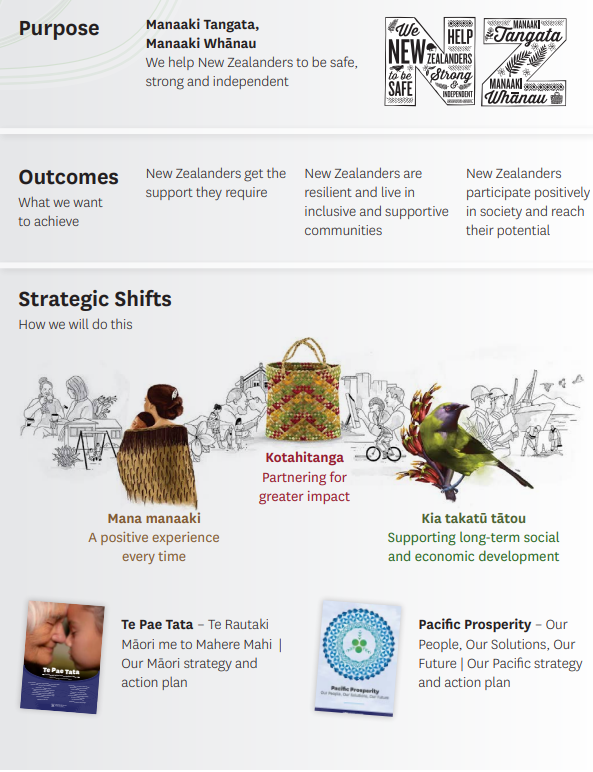 Purpose
Manaaki Tangata,
Manaaki Whānau
We help New Zealanders to be safe,
strong and independent
We
HELP
NEW
ZEALANDERS
to be
Strong
SAFE
&
INDEPENDENT
MANAAKI
Tangata
MANAAKI
Whānau
Outcomes
What we want
to achieve
New Zealanders get the
support they require
New Zealanders are
resilient and live in
inclusive and supportive
communities
New Zealanders
participate positively
in society and reach
their potential
Strategic Shifts
How we will do this
Kotahitanga
Partnering for
greater impact
Mana manaaki
A positive experience
every time
Kia takatū tātou
Supporting long-term social
and economic development
Te Pae Tata
Te Pae Tata – Te Rautaki
Māori me to Mahere Mahi |
Our Māori strategy and
action plan
Pacific Prosperity
Our People, Our Solutions, Our Future
Pacific Prosperity – Our
People, Our Solutions, Our
Future | Our Pacific strategy
and action plan